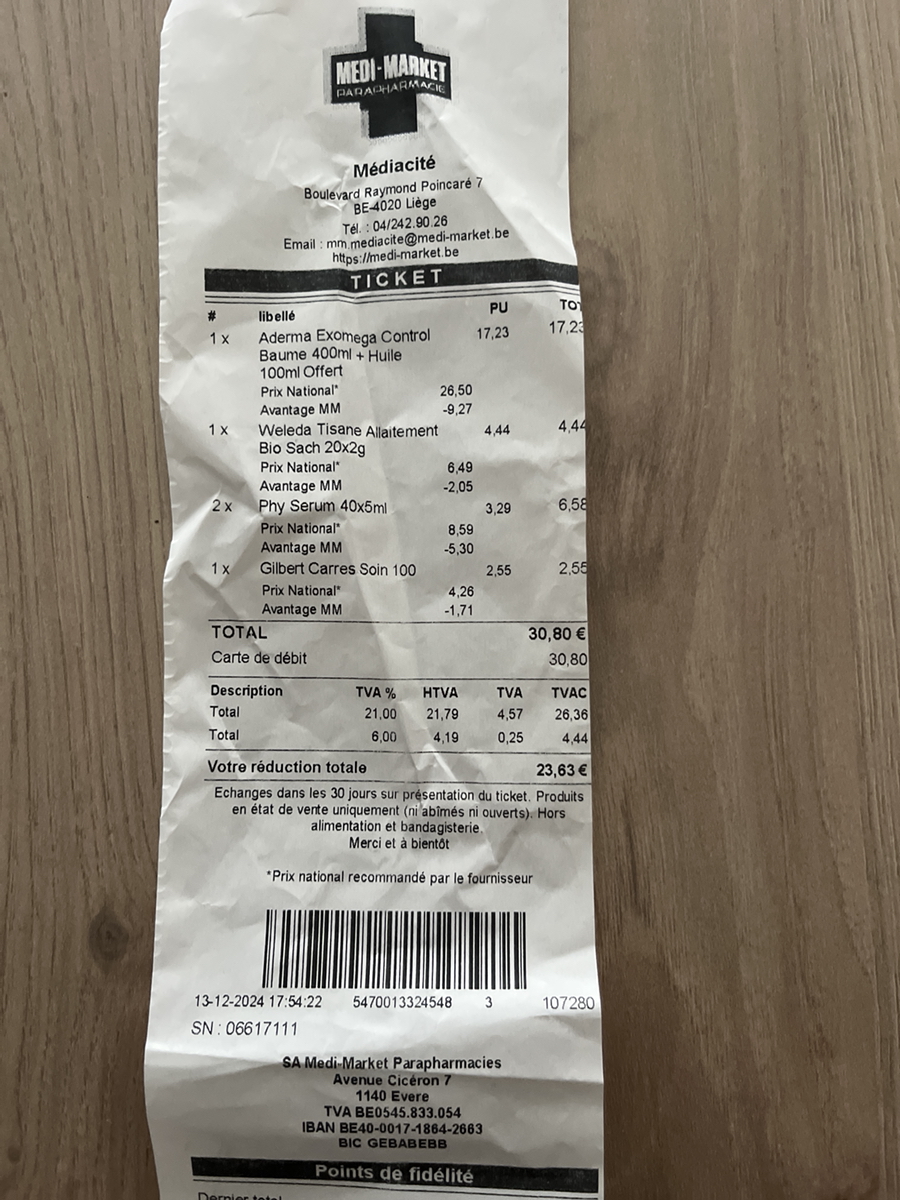 MEDI-MARKET
PARAPHARMACIE
Médiacité
Boulevard Raymond Poincaré 7
BE-4020 Liège
Tél. : 04/242.90.26
Email : mm.mediacite@medi-market.be
https://medi-market.be
TICKET
# libellé PU TOT
1 x Aderma Exomega Control 17,23 17,23
Baume 400ml + Huile
100ml Offert
Prix National* 26,50
Avantage MM -9,27
1 x Weleda Tisane Allaitement 4,44 4,44
Bio Sach 20x2g
Prix National* 6,49
Avantage MM -2,05
2 x Phy Serum 40x5ml 3,29 6,58
Prix National* 8,59
Avantage MM -5,30
1 x Gilbert Carres Soin 100 2,55 2,55
Prix National* 4,26
Avantage MM -1,71
TOTAL 30,80 €
Carte de débit 30,80
Description TVA % HTVA TVA TVAC
Total 21,00 21,79 4,57 26,36
Total 6,00 4,19 0,25 4,44
Votre réduction totale 23,63 €
Echanges dans les 30 jours sur présentation du ticket. Produits
en état de vente uniquement (ni abîmés ni ouverts). Hors
alimentation et bandagisterie.
Merci et à bientôt
*Prix national recommandé par le fournisseur
13-12-2024 17:54:22 5470013324548 3 107280
SN : 06617111
SA Medi-Market Parapharmacies
Avenue Cicéron 7
1140 Evere
TVA BE0545.833.054
IBAN BE40-0017-1864-2663
BIC GEBABEBB
Points de fidélité
Dernier total